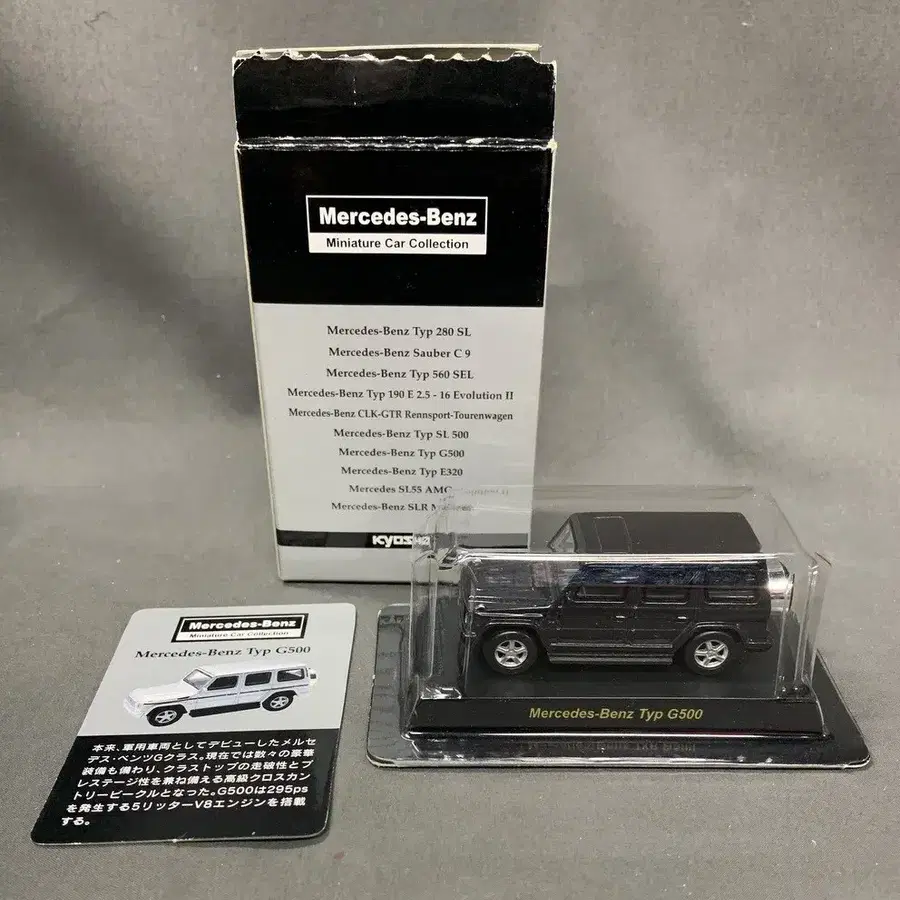 Mercedes-Benz
Miniature Car Collection
Mercedes-Benz Typ 280 SL
Mercedes-Benz Sauber C 9
Mercedes-Benz Typ 560 SEL
Mercedes-Benz Typ 190 E 2.5 - 16 Evolution II
Mercedes-Benz CLK-GTR Rennsport-Tourenwagen
Mercedes-Benz Typ SL 500
Mercedes-Benz Typ G500
Mercedes-Benz Typ E320
Mercedes SL55 AMG
Mercedes-Benz SLR
Mercedes-Benz
Miniature Car Collection
Mercedes-Benz Typ G500
本来、軍用車両としてデビューしたメルセ
デス・ベンツGクラス。現在では数々の豪華
装備も備わり、クラストップの走破性とプ
レステージ性を兼ね備える高級クロスカン
トリービークルとなった。G500は295ps
を発生する5リッターV8エンジンを搭載
する。
Mercedes-Benz Typ G500